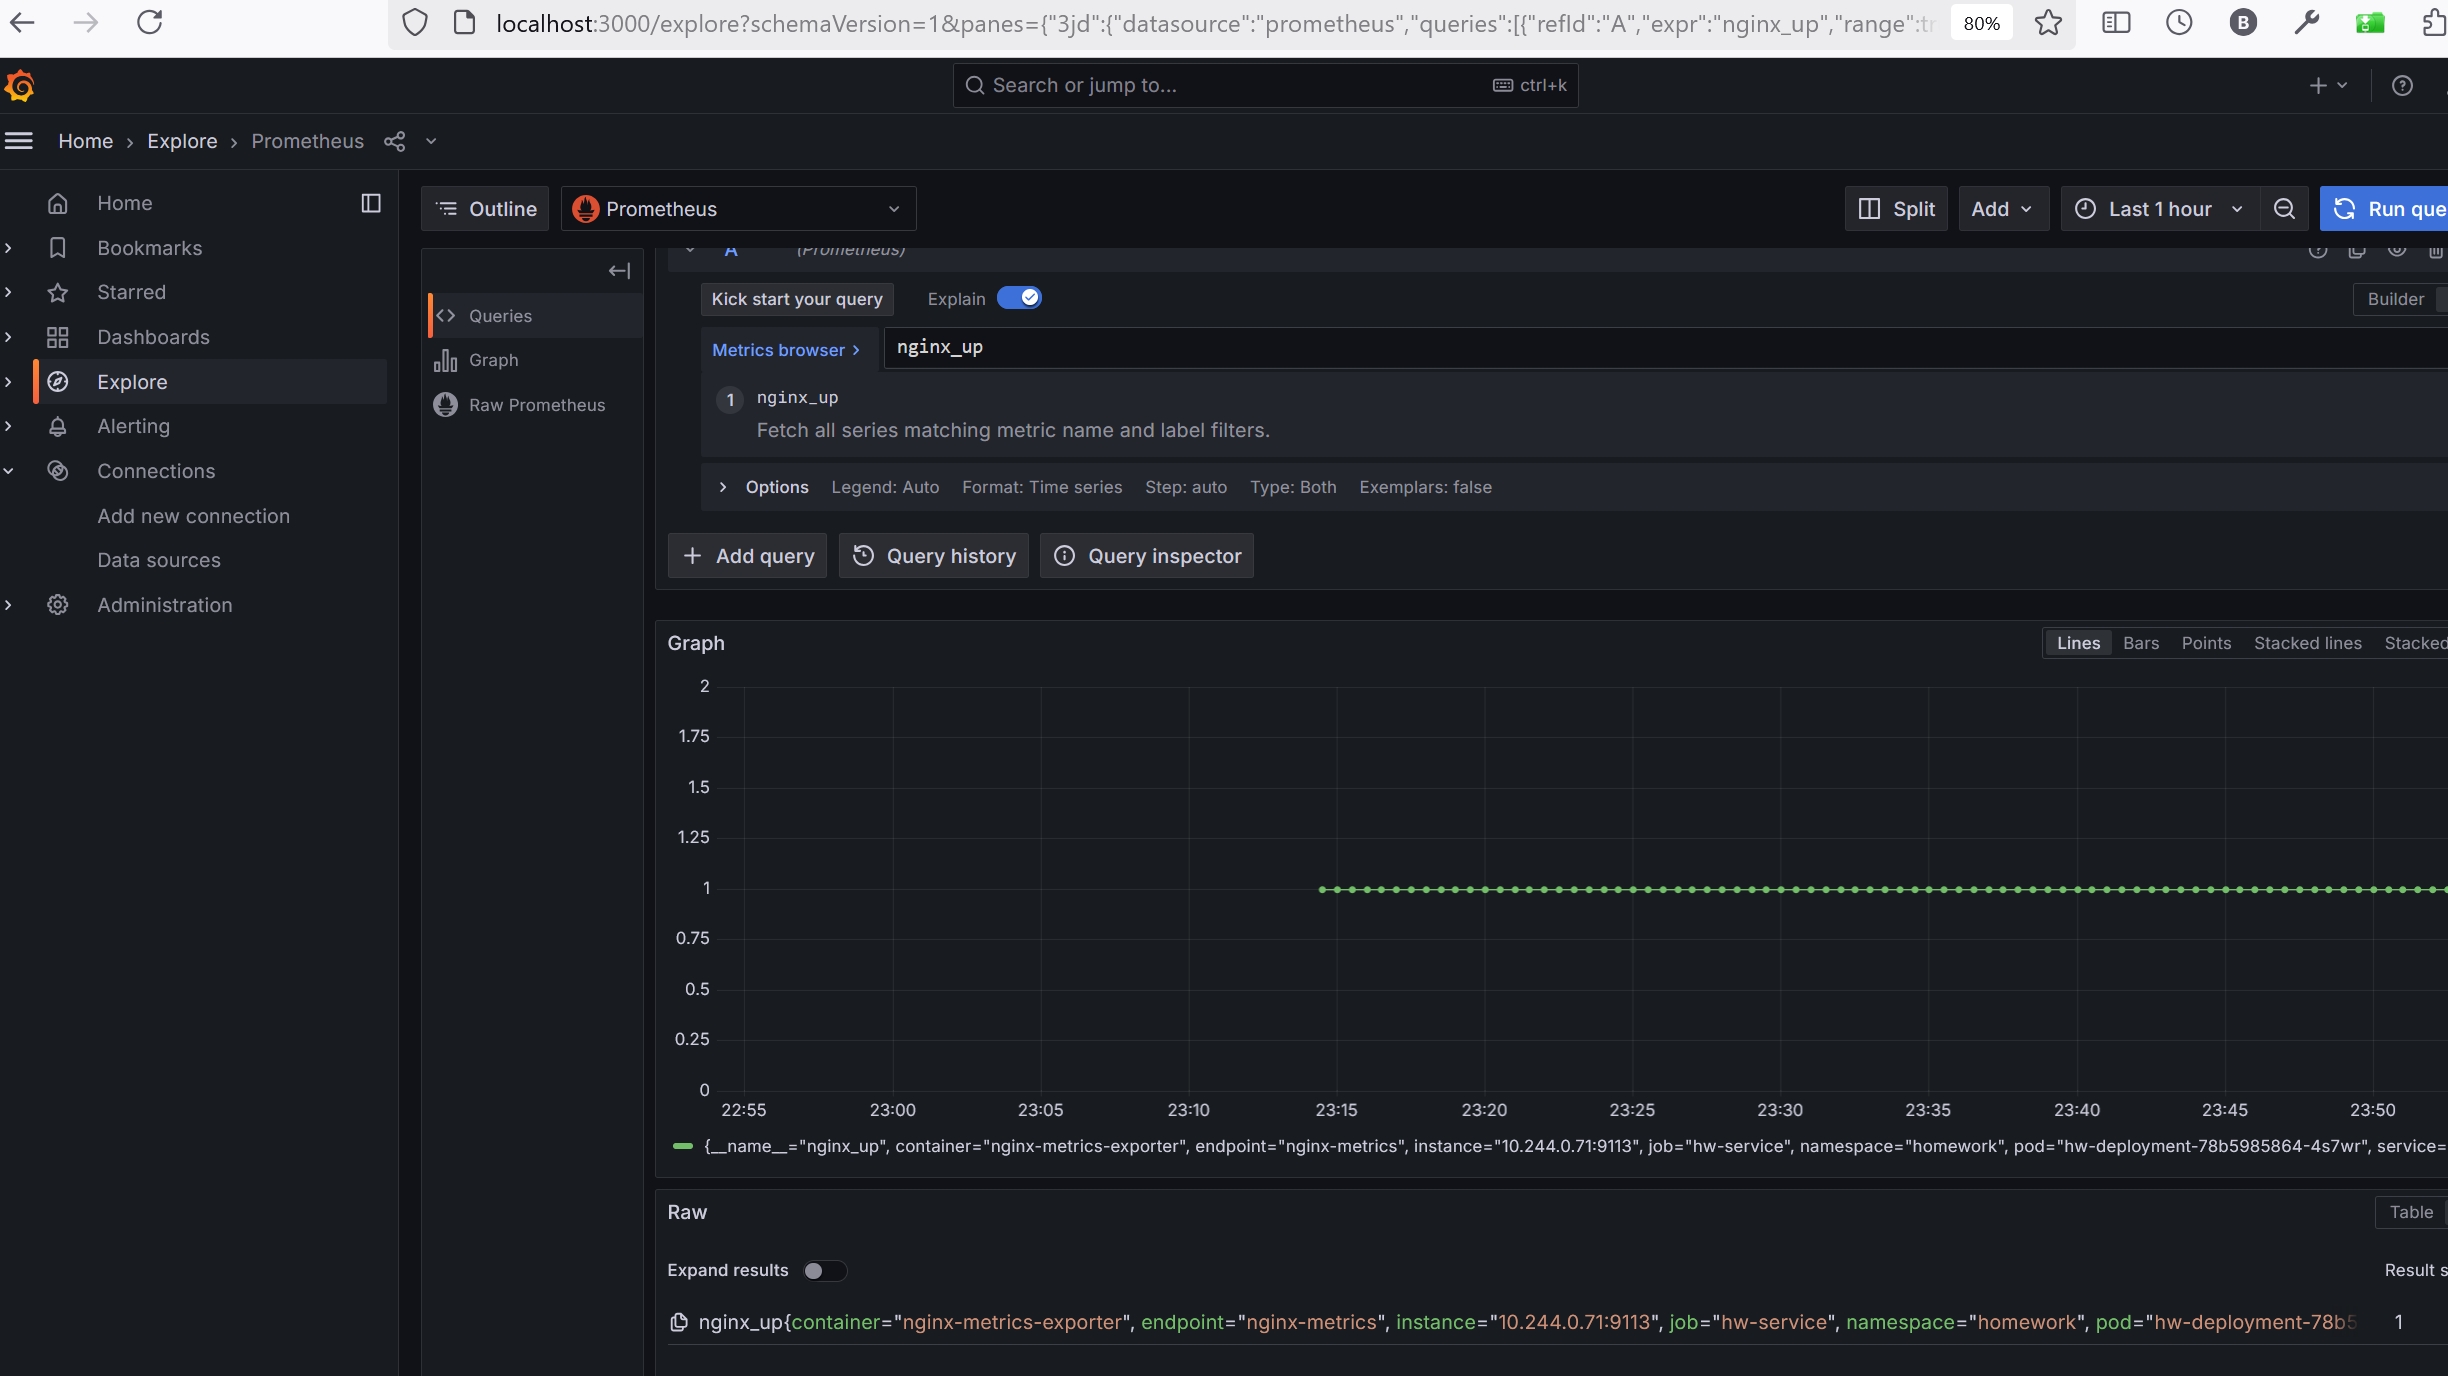 localhost:3000/explore?schemaVersion=1&panes={"3jd":{"datasource":"prometheus","queries":[{"refId":"A","expr":"nginx_up","range":tr 80% B
Search or jump to... ctrl+k
Home › Explore › Prometheus
Home
Bookmarks
Starred
Dashboards
Explore
Alerting
Connections
Add new connection
Data sources
Administration
Outline Prometheus Split Add Last 1 hour Run que
Queries
Graph
Raw Prometheus
A (Prometheus)
Kick start your query Explain Builder
Metrics browser > nginx_up
1 nginx_up
Fetch all series matching metric name and label filters.
Options Legend: Auto Format: Time series Step: auto Type: Both Exemplars: false
+ Add query Query history Query inspector
Graph Lines Bars Points Stacked lines Stacked
2
1.75
1.5
1.25
1
0.75
0.5
0.25
0
22:55 23:00 23:05 23:10 23:15 23:20 23:25 23:30 23:35 23:40 23:45 23:50
{__name__="nginx_up", container="nginx-metrics-exporter", endpoint="nginx-metrics", instance="10.244.0.71:9113", job="hw-service", namespace="homework", pod="hw-deployment-78b5985864-4s7wr", service=
Raw Table
Expand results Result s
nginx_up{container="nginx-metrics-exporter", endpoint="nginx-metrics", instance="10.244.0.71:9113", job="hw-service", namespace="homework", pod="hw-deployment-78b5 1